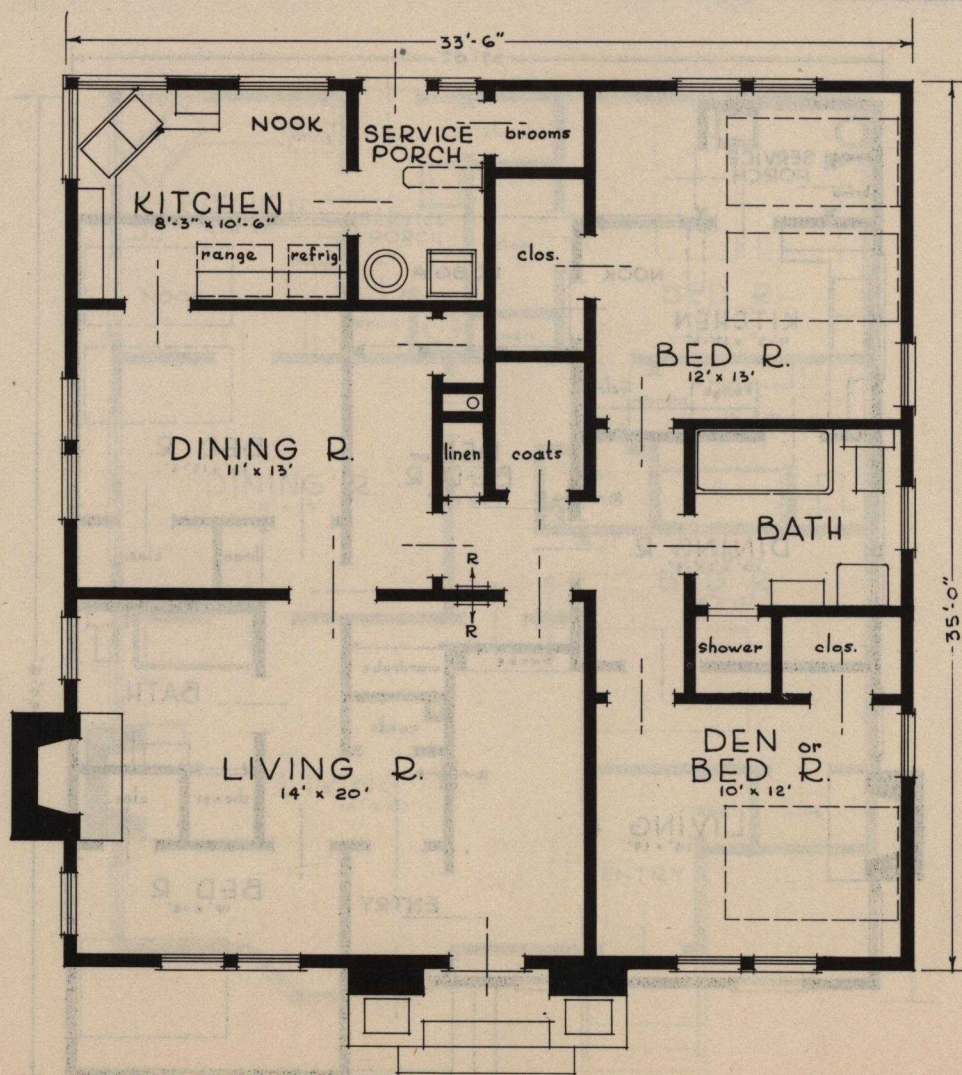 33'-6"
NOOK
SERVICE
PORCH
brooms
KITCHEN
8'-3" x 10'-6"
range
refrig
clos.
BED R.
12' x 13'
DINING R.
11' x 13'
linen
coats
BATH
R
R
shower
clos.
35'-0"
LIVING R.
14' x 20'
DEN or
BED R.
10' x 12'